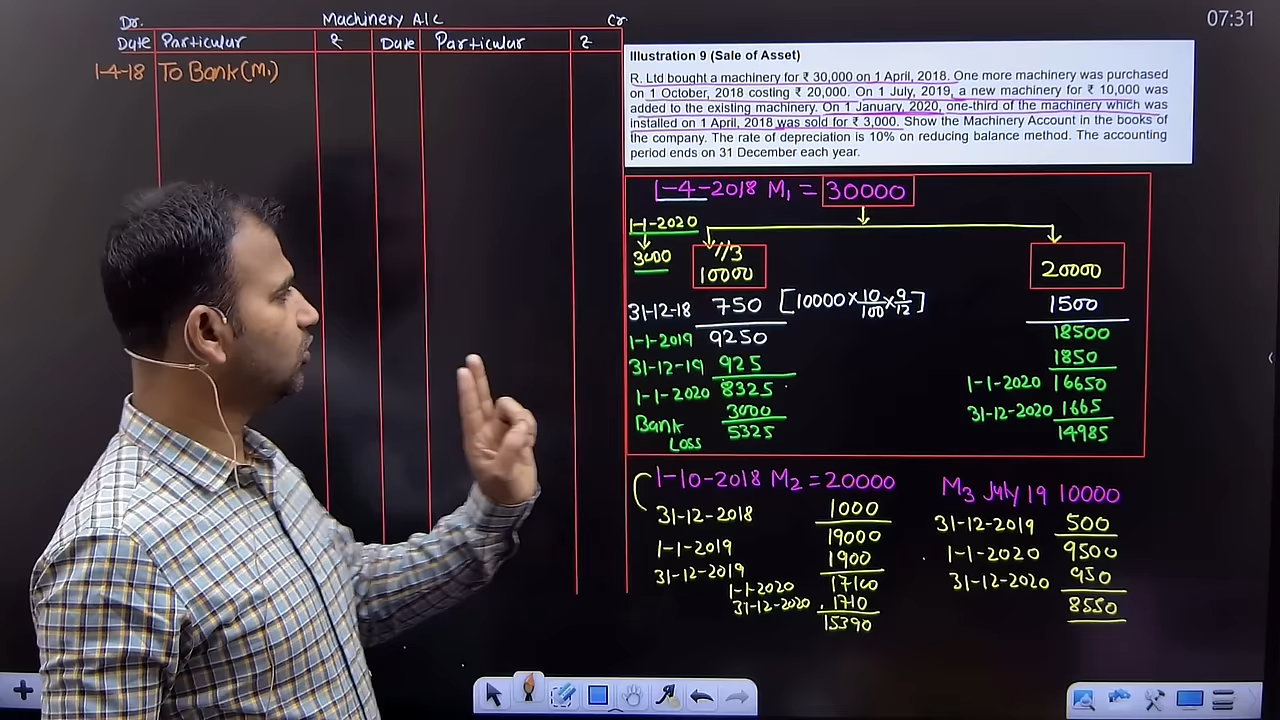 07:31
Dr. Machinery A/c Cr.
Date Particular ₹ Date Particular ₹
1-4-18 To Bank (M₁)
Illustration 9 (Sale of Asset)
R. Ltd bought a machinery for ₹ 30,000 on 1 April, 2018. One more machinery was purchased
on 1 October, 2018 costing ₹ 20,000. On 1 July, 2019, a new machinery for ₹ 10,000 was
added to the existing machinery. On 1 January, 2020, one-third of the machinery which was
installed on 1 April, 2018 was sold for ₹ 3,000. Show the Machinery Account in the books of
the company. The rate of depreciation is 10% on reducing balance method. The accounting
period ends on 31 December each year.
1-4-2018 M₁ = 30000
1-1-2020
3000
1/3
10000
20000
31-12-18 750 [10000×10/100×9/12] 1500
1-1-2019 9250 18500
31-12-19 925 1850
1-1-2020 8325 1-1-2020 16650
Bank 3000 31-12-2020 1665
Loss 5325 14985
1-10-2018 M₂ = 20000
31-12-2018 1000
19000
1-1-2019
1900
31-12-2019
1-1-2020 17100
31-12-2020 1710
15390
M₃ July 19 10000
31-12-2019 500
1-1-2020 9500
31-12-2020 950
8550